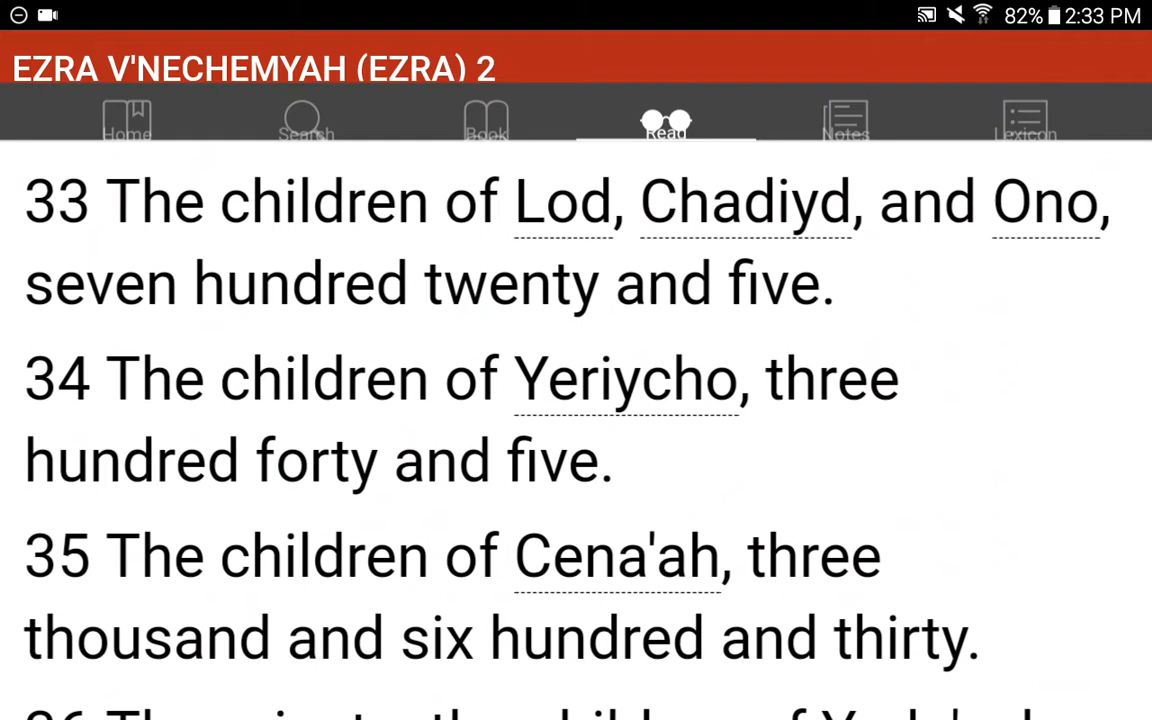 82% 2:33 PM
EZRA V'NECHEMYAH (EZRA) 2
Home Search Book Read Notes Lexicon
33 The children of Lod, Chadiyd, and Ono,
seven hundred twenty and five.
34 The children of Yeriycho, three
hundred forty and five.
35 The children of Cena'ah, three
thousand and six hundred and thirty.